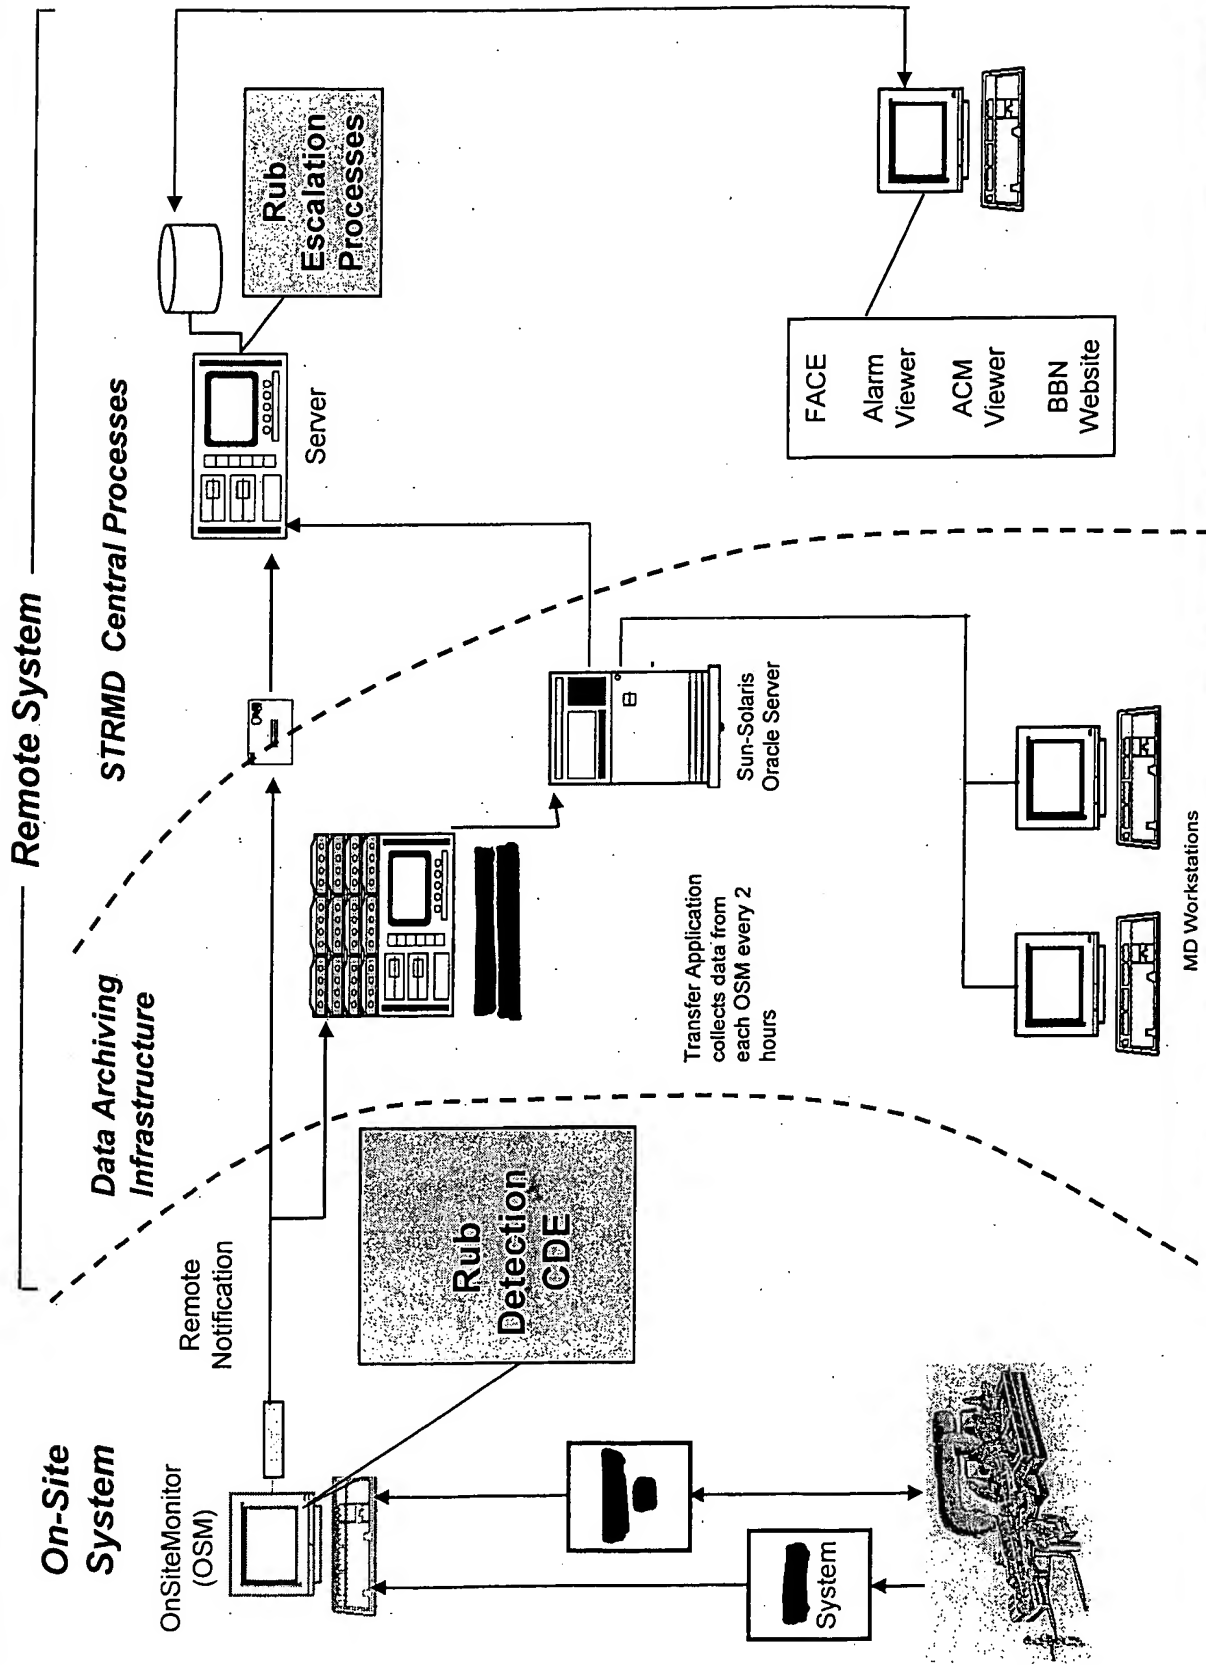 Remote System
On-Site
System
Data Archiving
Infrastructure
STRMD Central Processes
OnSiteMonitor
(OSM)
Remote
Notification
Rub
Detection
CDE
System
Transfer Application
collects data from
each OSM every 2
hours
Sun-Solaris
Oracle Server
MD Workstations
Server
Rub
Escalation
Processes
FACE
Alarm
Viewer
ACM
Viewer
BBN
Website